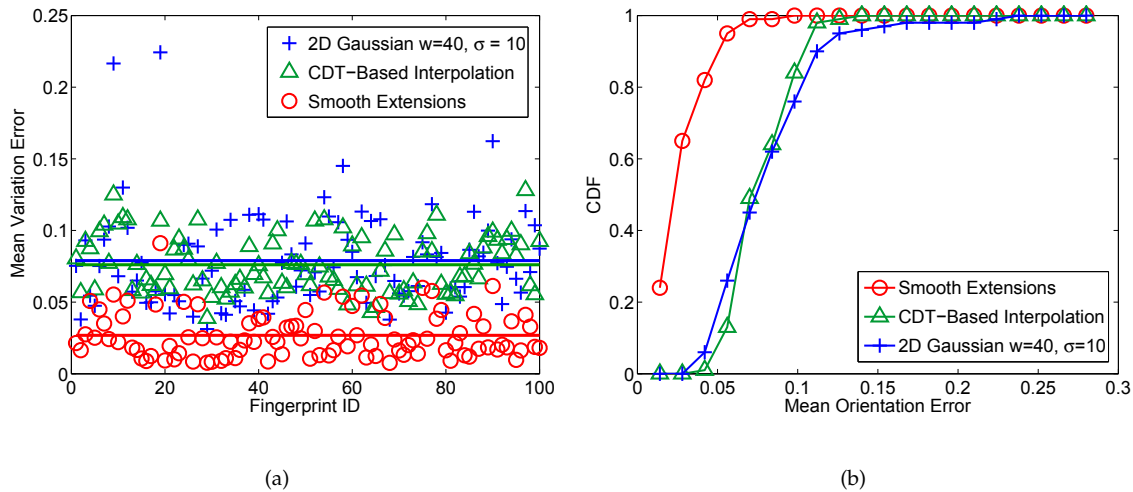 0.25
0.2
0.15
0.1
0.05
0
Mean Variation Error
2D Gaussian w=40, σ = 10
CDT-Based Interpolation
Smooth Extensions
0 20 40 60 80 100
Fingerprint ID
(a)
1
0.8
0.6
0.4
0.2
0
CDF
Smooth Extensions
CDT-Based Interpolation
2D Gaussian w=40, σ=10
0 0.05 0.1 0.15 0.2 0.25 0.3
Mean Orientation Error
(b)